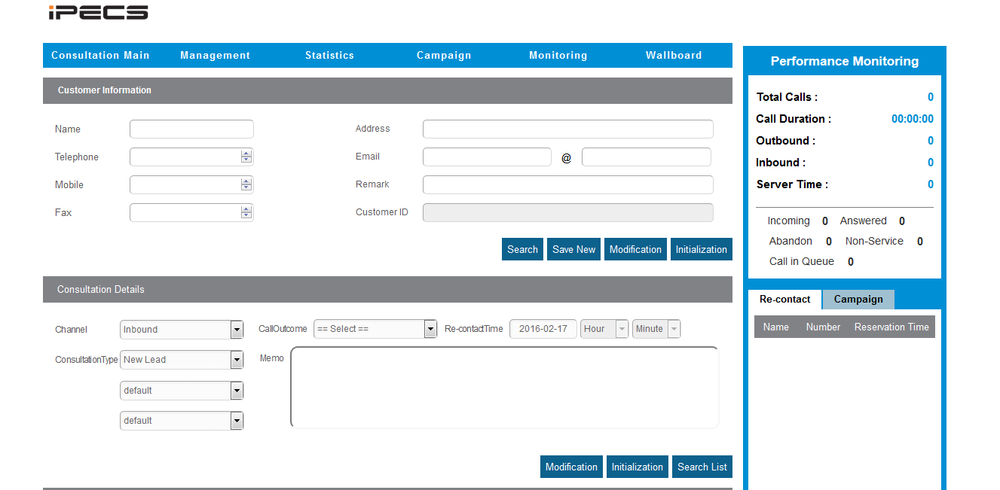 iPECS
Consultation Main Management Statistics Campaign Monitoring Wallboard
Customer Information
Name Address
Telephone Email @
Mobile Remark
Fax Customer ID
Search Save New Modification Initialization
Consultation Details
Channel Inbound CallOutcome == Select == Re-contactTime 2016-02-17 Hour Minute
ConsultationType New Lead Memo
default
default
Modification Initialization Search List
Performance Monitoring
Total Calls : 0
Call Duration : 00:00:00
Outbound : 0
Inbound : 0
Server Time : 0
Incoming 0 Answered 0
Abandon 0 Non-Service 0
Call in Queue 0
Re-contact Campaign
Name Number Reservation Time